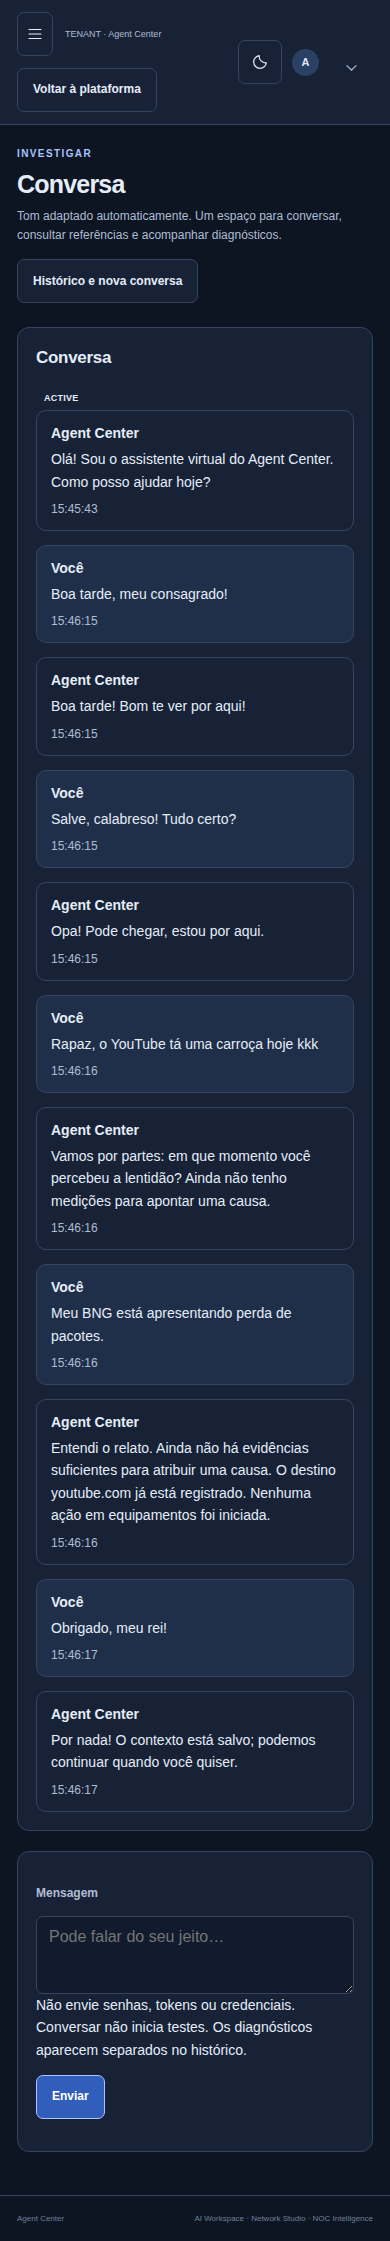 TENANT · Agent Center
Voltar à plataforma
A
INVESTIGAR
Conversa
Tom adaptado automaticamente. Um espaço para conversar,
consultar referências e acompanhar diagnósticos.
Histórico e nova conversa
Conversa
ACTIVE
Agent Center
Olá! Sou o assistente virtual do Agent Center.
Como posso ajudar hoje?
15:45:43
Você
Boa tarde, meu consagrado!
15:46:15
Agent Center
Boa tarde! Bom te ver por aqui!
15:46:15
Você
Salve, calabreso! Tudo certo?
15:46:15
Agent Center
Opa! Pode chegar, estou por aqui.
15:46:15
Você
Rapaz, o YouTube tá uma carroça hoje kkk
15:46:16
Agent Center
Vamos por partes: em que momento você
percebeu a lentidão? Ainda não tenho
medições para apontar uma causa.
15:46:16
Você
Meu BNG está apresentando perda de
pacotes.
15:46:16
Agent Center
Entendi o relato. Ainda não há evidências
suficientes para atribuir uma causa. O destino
youtube.com já está registrado. Nenhuma
ação em equipamentos foi iniciada.
15:46:16
Você
Obrigado, meu rei!
15:46:17
Agent Center
Por nada! O contexto está salvo; podemos
continuar quando você quiser.
15:46:17
Mensagem
Pode falar do seu jeito…
Não envie senhas, tokens ou credenciais.
Conversar não inicia testes. Os diagnósticos
aparecem separados no histórico.
Enviar
Agent Center
AI Workspace · Network Studio · NOC Intelligence